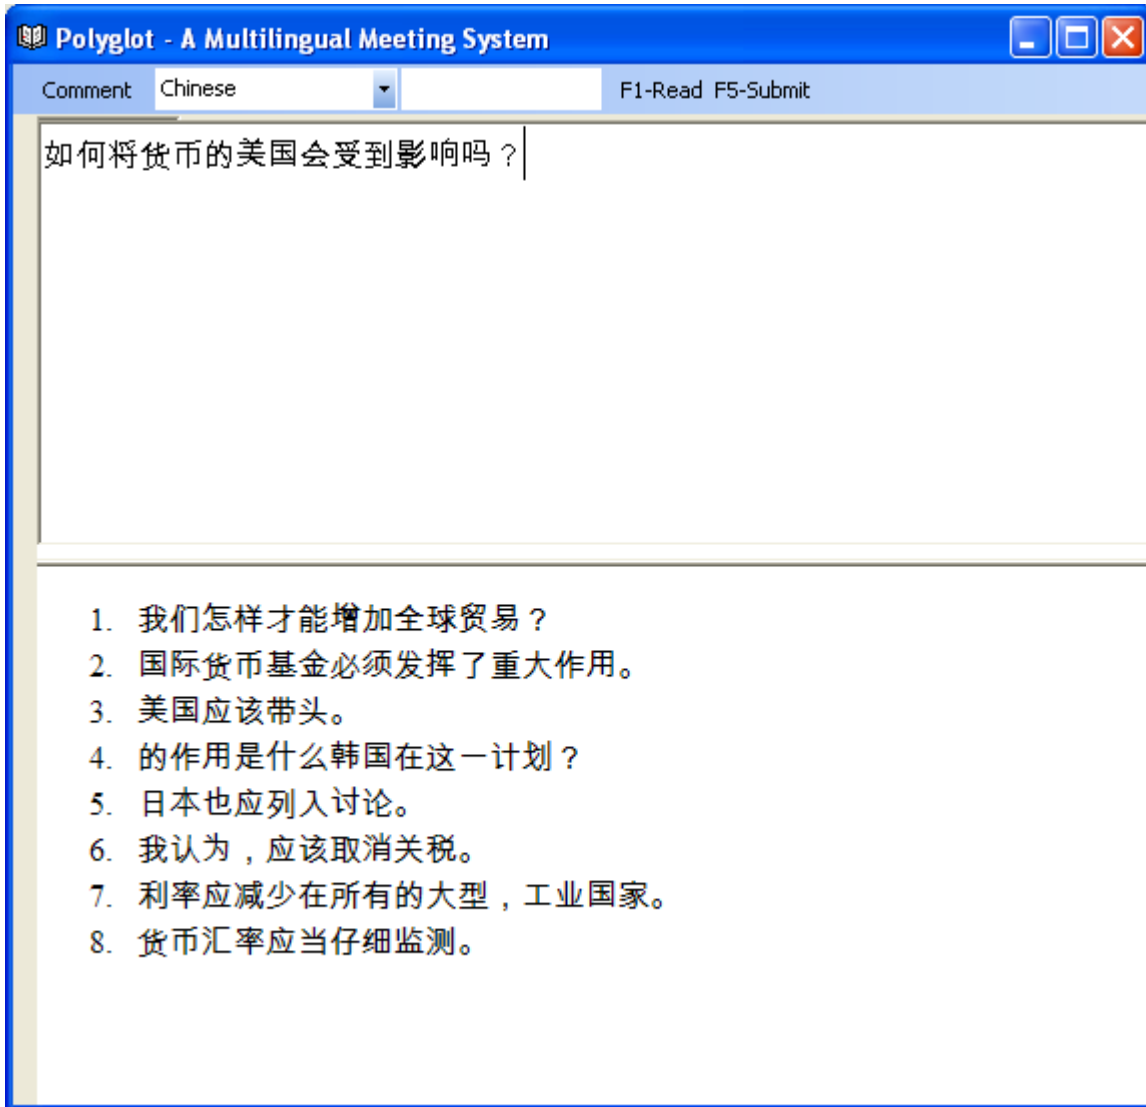 Polyglot - A Multilingual Meeting System
Comment Chinese F1-Read F5-Submit
如何将货币的美国会受到影响吗？
1. 我们怎样才能增加全球贸易？
2. 国际货币基金必须发挥了重大作用。
3. 美国应该带头。
4. 的作用是什么韩国在这一计划？
5. 日本也应列入讨论。
6. 我认为，应该取消关税。
7. 利率应减少在所有的大型，工业国家。
8. 货币汇率应当仔细监测。